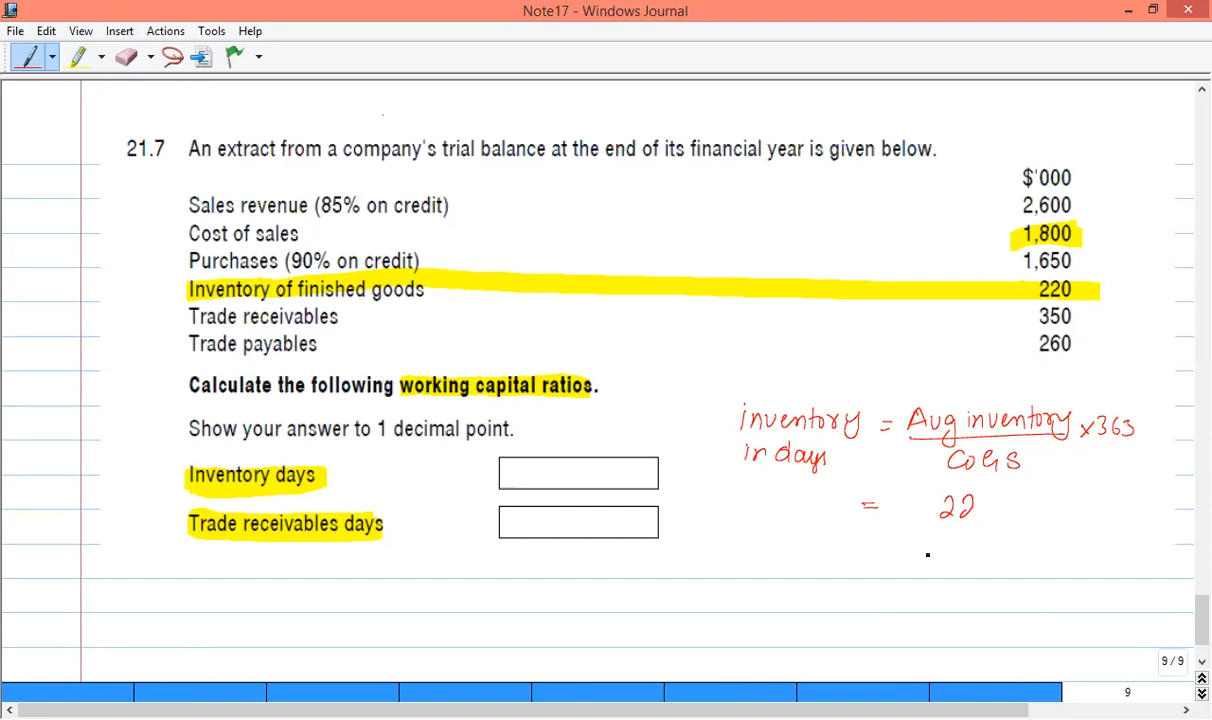 Note17 - Windows Journal
File Edit View Insert Actions Tools Help
21.7 An extract from a company's trial balance at the end of its financial year is given below.
$'000
Sales revenue (85% on credit) 2,600
Cost of sales 1,800
Purchases (90% on credit) 1,650
Inventory of finished goods 220
Trade receivables 350
Trade payables 260
Calculate the following working capital ratios.
Show your answer to 1 decimal point.
inventory = Avg inventory ×365
in days COGS
Inventory days
= 22
Trade receivables days
9 / 9
9